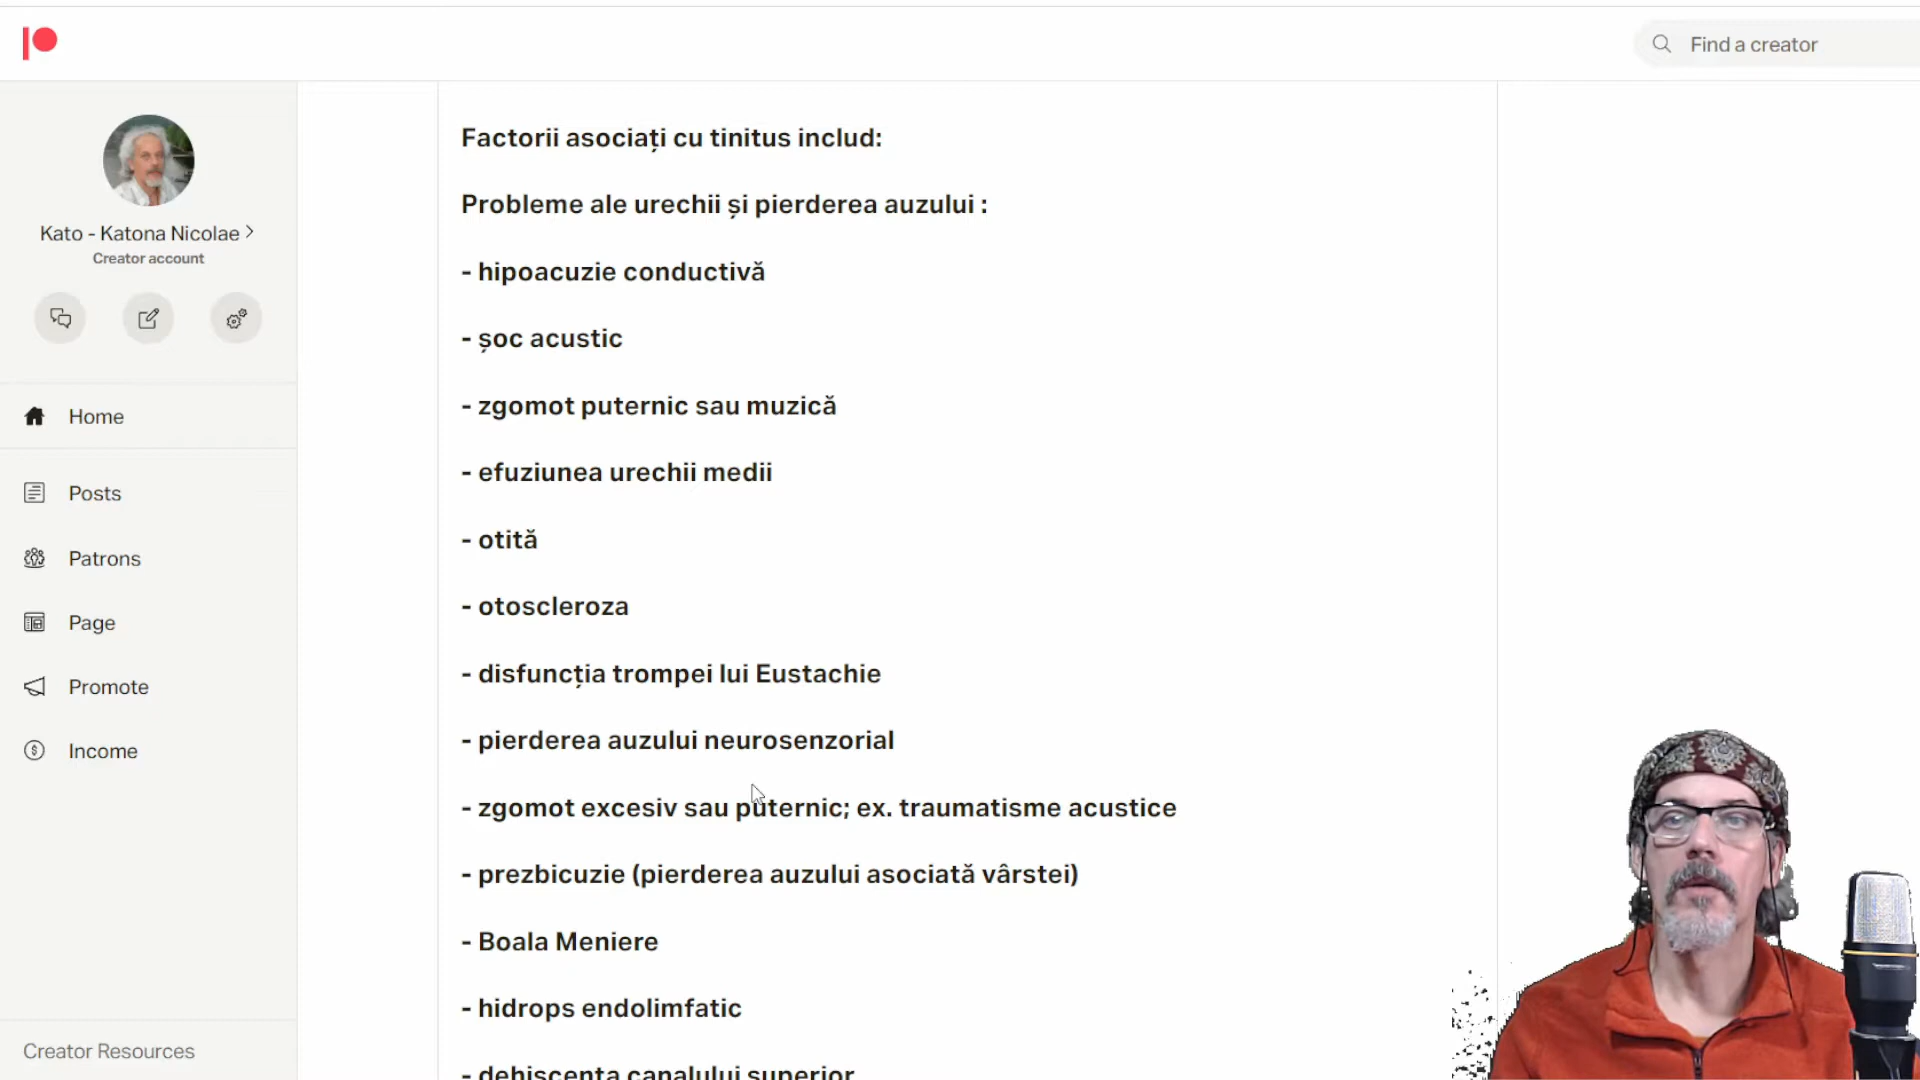 Find a creator
Kato - Katona Nicolae
Creator account
Home
Posts
Patrons
Page
Promote
Income
Creator Resources
Factorii asociați cu tinitus includ:
Probleme ale urechii și pierderea auzului :
- hipoacuzie conductivă
- șoc acustic
- zgomot puternic sau muzică
- efuziunea urechii medii
- otită
- otoscleroza
- disfuncția trompei lui Eustachie
- pierderea auzului neurosenzorial
- zgomot excesiv sau puternic; ex. traumatisme acustice
- prezbicuzie (pierderea auzului asociată vârstei)
- Boala Meniere
- hidrops endolimfatic
- dehiscența canalului superior